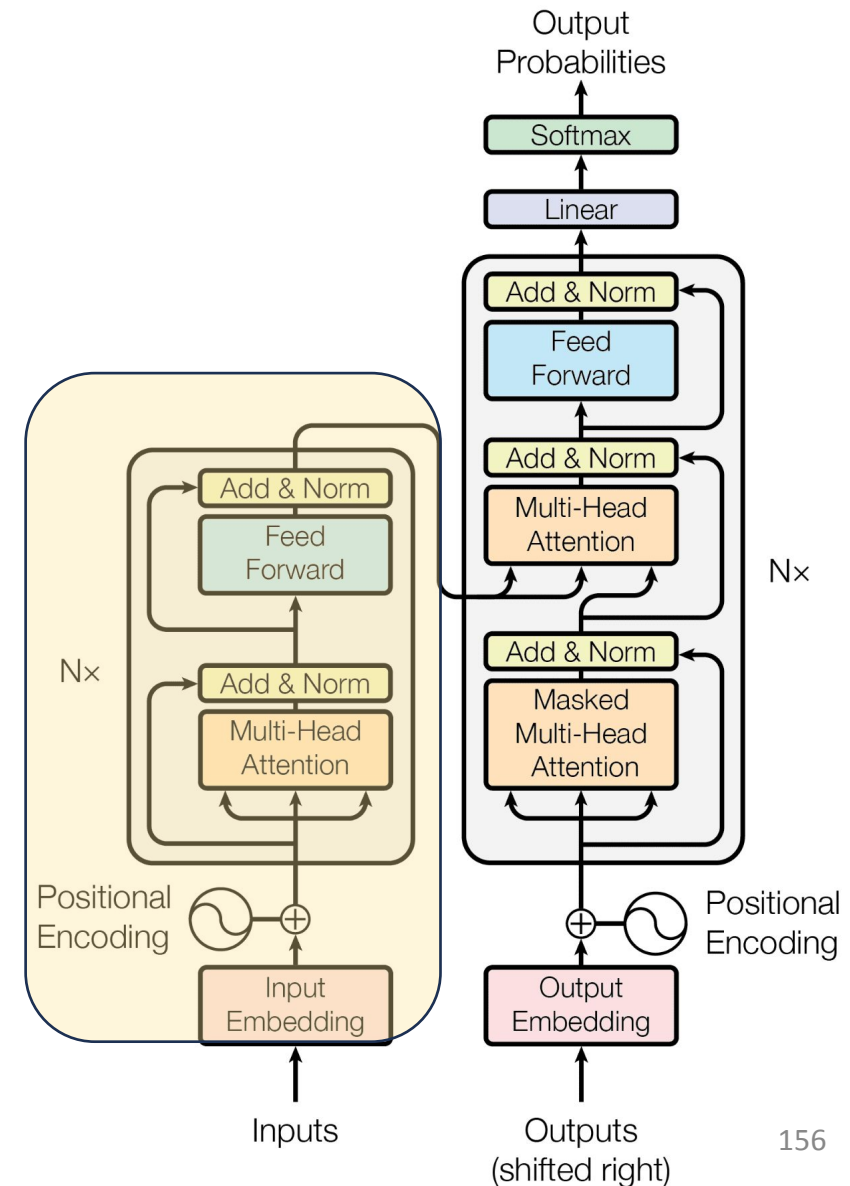 Output
Probabilities
Softmax
Linear
Add & Norm
Feed
Forward
Add & Norm
Multi-Head
Attention
Nx
Add & Norm
Masked
Multi-Head
Attention
Positional
Encoding
Output
Embedding
Outputs
(shifted right)
Add & Norm
Feed
Forward
Nx
Add & Norm
Multi-Head
Attention
Positional
Encoding
Input
Embedding
Inputs
156